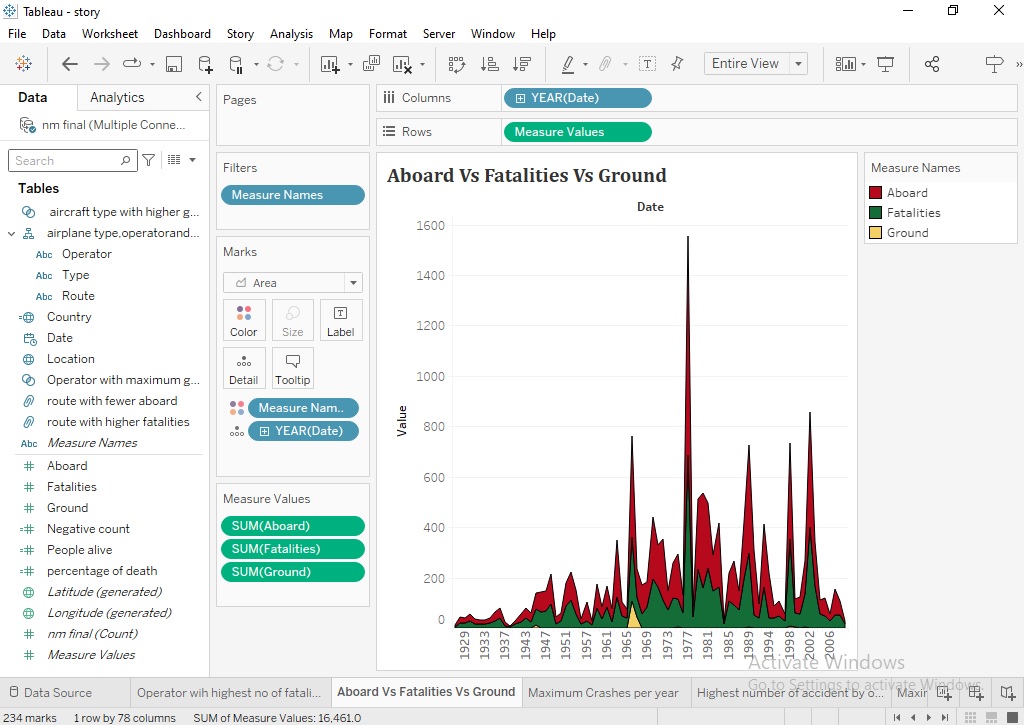 Tableau - story
File Data Worksheet Dashboard Story Analysis Map Format Server Window Help
Entire View
Data Analytics
nm final (Multiple Conne...
Search
Tables
aircraft type with higher g...
airplane type,operatorand...
Abc Operator
Abc Type
Abc Route
Country
Date
Location
Operator with maximum g...
route with fewer aboard
route with higher fatalities
Abc Measure Names
Aboard
Fatalities
Ground
Negative count
People alive
percentage of death
Latitude (generated)
Longitude (generated)
nm final (Count)
Measure Values
Pages
Filters
Measure Names
Marks
Area
Color Size Label
Detail Tooltip
Measure Nam..
YEAR(Date)
Measure Values
SUM(Aboard)
SUM(Fatalities)
SUM(Ground)
Columns YEAR(Date)
Rows Measure Values
Aboard Vs Fatalities Vs Ground
Date
Value
1600
1400
1200
1000
800
600
400
200
0
1929 1933 1937 1943 1947 1951 1957 1961 1965 1969 1973 1977 1981 1985 1989 1994 1998 2002 2006
Measure Names
Aboard
Fatalities
Ground
Activate Windows
Go to Settings to activate Windows.
Data Source Operator wih highest no of fatali... Aboard Vs Fatalities Vs Ground Maximum Crashes per year Highest number of accident by o... Maxir
234 marks 1 row by 78 columns SUM of Measure Values: 16,461.0